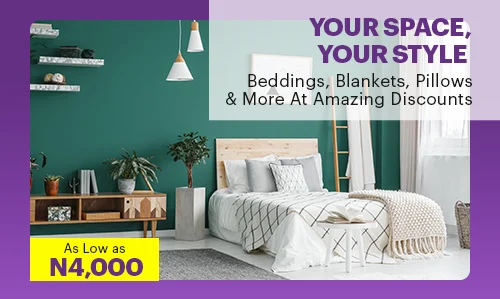 YOUR SPACE,
YOUR STYLE
Beddings, Blankets, Pillows
& More At Amazing Discounts
As Low as
N4,000